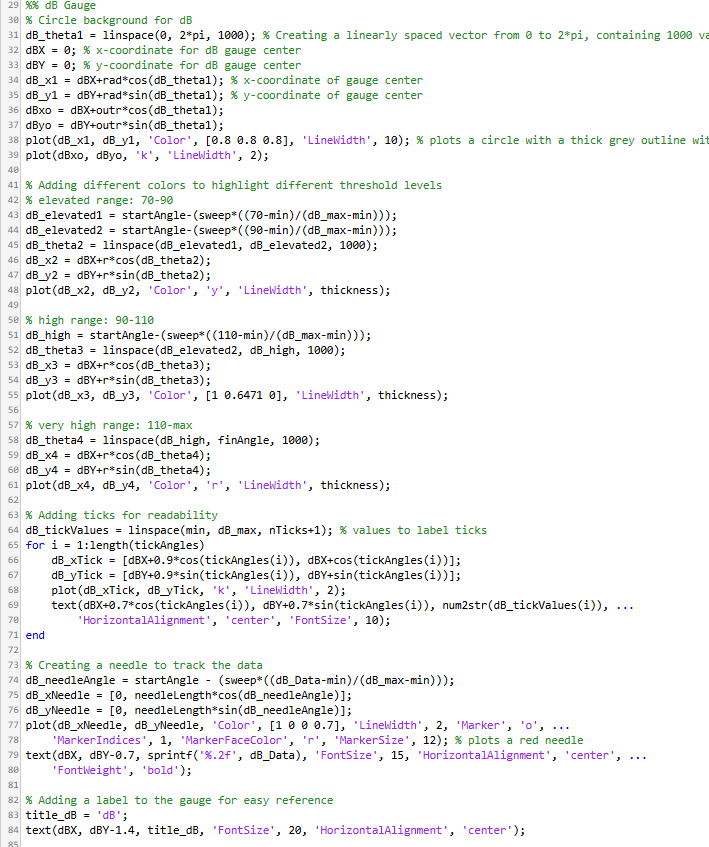 29 %% dB Gauge
30 % Circle background for dB
31 dB_theta1 = linspace(0, 2*pi, 1000); % Creating a linearly spaced vector from 0 to 2*pi, containing 1000
32 dBX = 0; % x-coordinate for dB gauge center
33 dBY = 0; % y-coordinate for dB gauge center
34 dB_x1 = dBX+rad*cos(dB_theta1); % x-coordinate of gauge center
35 dB_y1 = dBY+rad*sin(dB_theta1); % y-coordinate of gauge center
36 dBxo = dBX+outr*cos(dB_theta1);
37 dByo = dBY+outr*sin(dB_theta1);
38 plot(dB_x1, dB_y1, 'Color', [0.8 0.8 0.8], 'LineWidth', 10); % plots a circle with a thick grey outline
39 plot(dBxo, dByo, 'k', 'LineWidth', 2);
40
41 % Adding different colors to highlight different threshold levels
42 % elevated range: 70-90
43 dB_elevated1 = startAngle-(sweep*((70-min)/(dB_max-min)));
44 dB_elevated2 = startAngle-(sweep*((90-min)/(dB_max-min)));
45 dB_theta2 = linspace(dB_elevated1, dB_elevated2, 1000);
46 dB_x2 = dBX+r*cos(dB_theta2);
47 dB_y2 = dBY+r*sin(dB_theta2);
48 plot(dB_x2, dB_y2, 'Color', 'y', 'LineWidth', thickness);
49
50 % high range: 90-110
51 dB_high = startAngle-(sweep*((110-min)/(dB_max-min)));
52 dB_theta3 = linspace(dB_elevated2, dB_high, 1000);
53 dB_x3 = dBX+r*cos(dB_theta3);
54 dB_y3 = dBY+r*sin(dB_theta3);
55 plot(dB_x3, dB_y3, 'Color', [1 0.6471 0], 'LineWidth', thickness);
56
57 % very high range: 110-max
58 dB_theta4 = linspace(dB_high, finAngle, 1000);
59 dB_x4 = dBX+r*cos(dB_theta4);
60 dB_y4 = dBY+r*sin(dB_theta4);
61 plot(dB_x4, dB_y4, 'Color', 'r', 'LineWidth', thickness);
62
63 % Adding ticks for readability
64 dB_tickValues = linspace(min, dB_max, nTicks+1); % values to label ticks
65 for i = 1:length(tickAngles)
66 dB_xTick = [dBX+0.9*cos(tickAngles(i)), dBX+cos(tickAngles(i))];
67 dB_yTick = [dBY+0.9*sin(tickAngles(i)), dBY+sin(tickAngles(i))];
68 plot(dB_xTick, dB_yTick, 'k', 'LineWidth', 2);
69 text(dBX+0.7*cos(tickAngles(i)), dBY+0.7*sin(tickAngles(i)), num2str(dB_tickValues(i)), ...
70 'HorizontalAlignment', 'center', 'FontSize', 10);
71 end
72
73 % Creating a needle to track the data
74 dB_needleAngle = startAngle - (sweep*((dB_Data-min)/(dB_max-min)));
75 dB_xNeedle = [0, needleLength*cos(dB_needleAngle)];
76 dB_yNeedle = [0, needleLength*sin(dB_needleAngle)];
77 plot(dB_xNeedle, dB_yNeedle, 'Color', [1 0 0 0.7], 'LineWidth', 2, 'Marker', 'o', ...
78 'MarkerIndices', 1, 'MarkerFaceColor', 'r', 'MarkerSize', 12); % plots a red needle
79 text(dBX, dBY-0.7, sprintf('%.2f', dB_Data), 'FontSize', 15, 'HorizontalAlignment', 'center', ...
80 'FontWeight', 'bold');
81
82 % Adding a label to the gauge for easy reference
83 title_dB = 'dB';
84 text(dBX, dBY-1.4, title_dB, 'FontSize', 20, 'HorizontalAlignment', 'center');
85